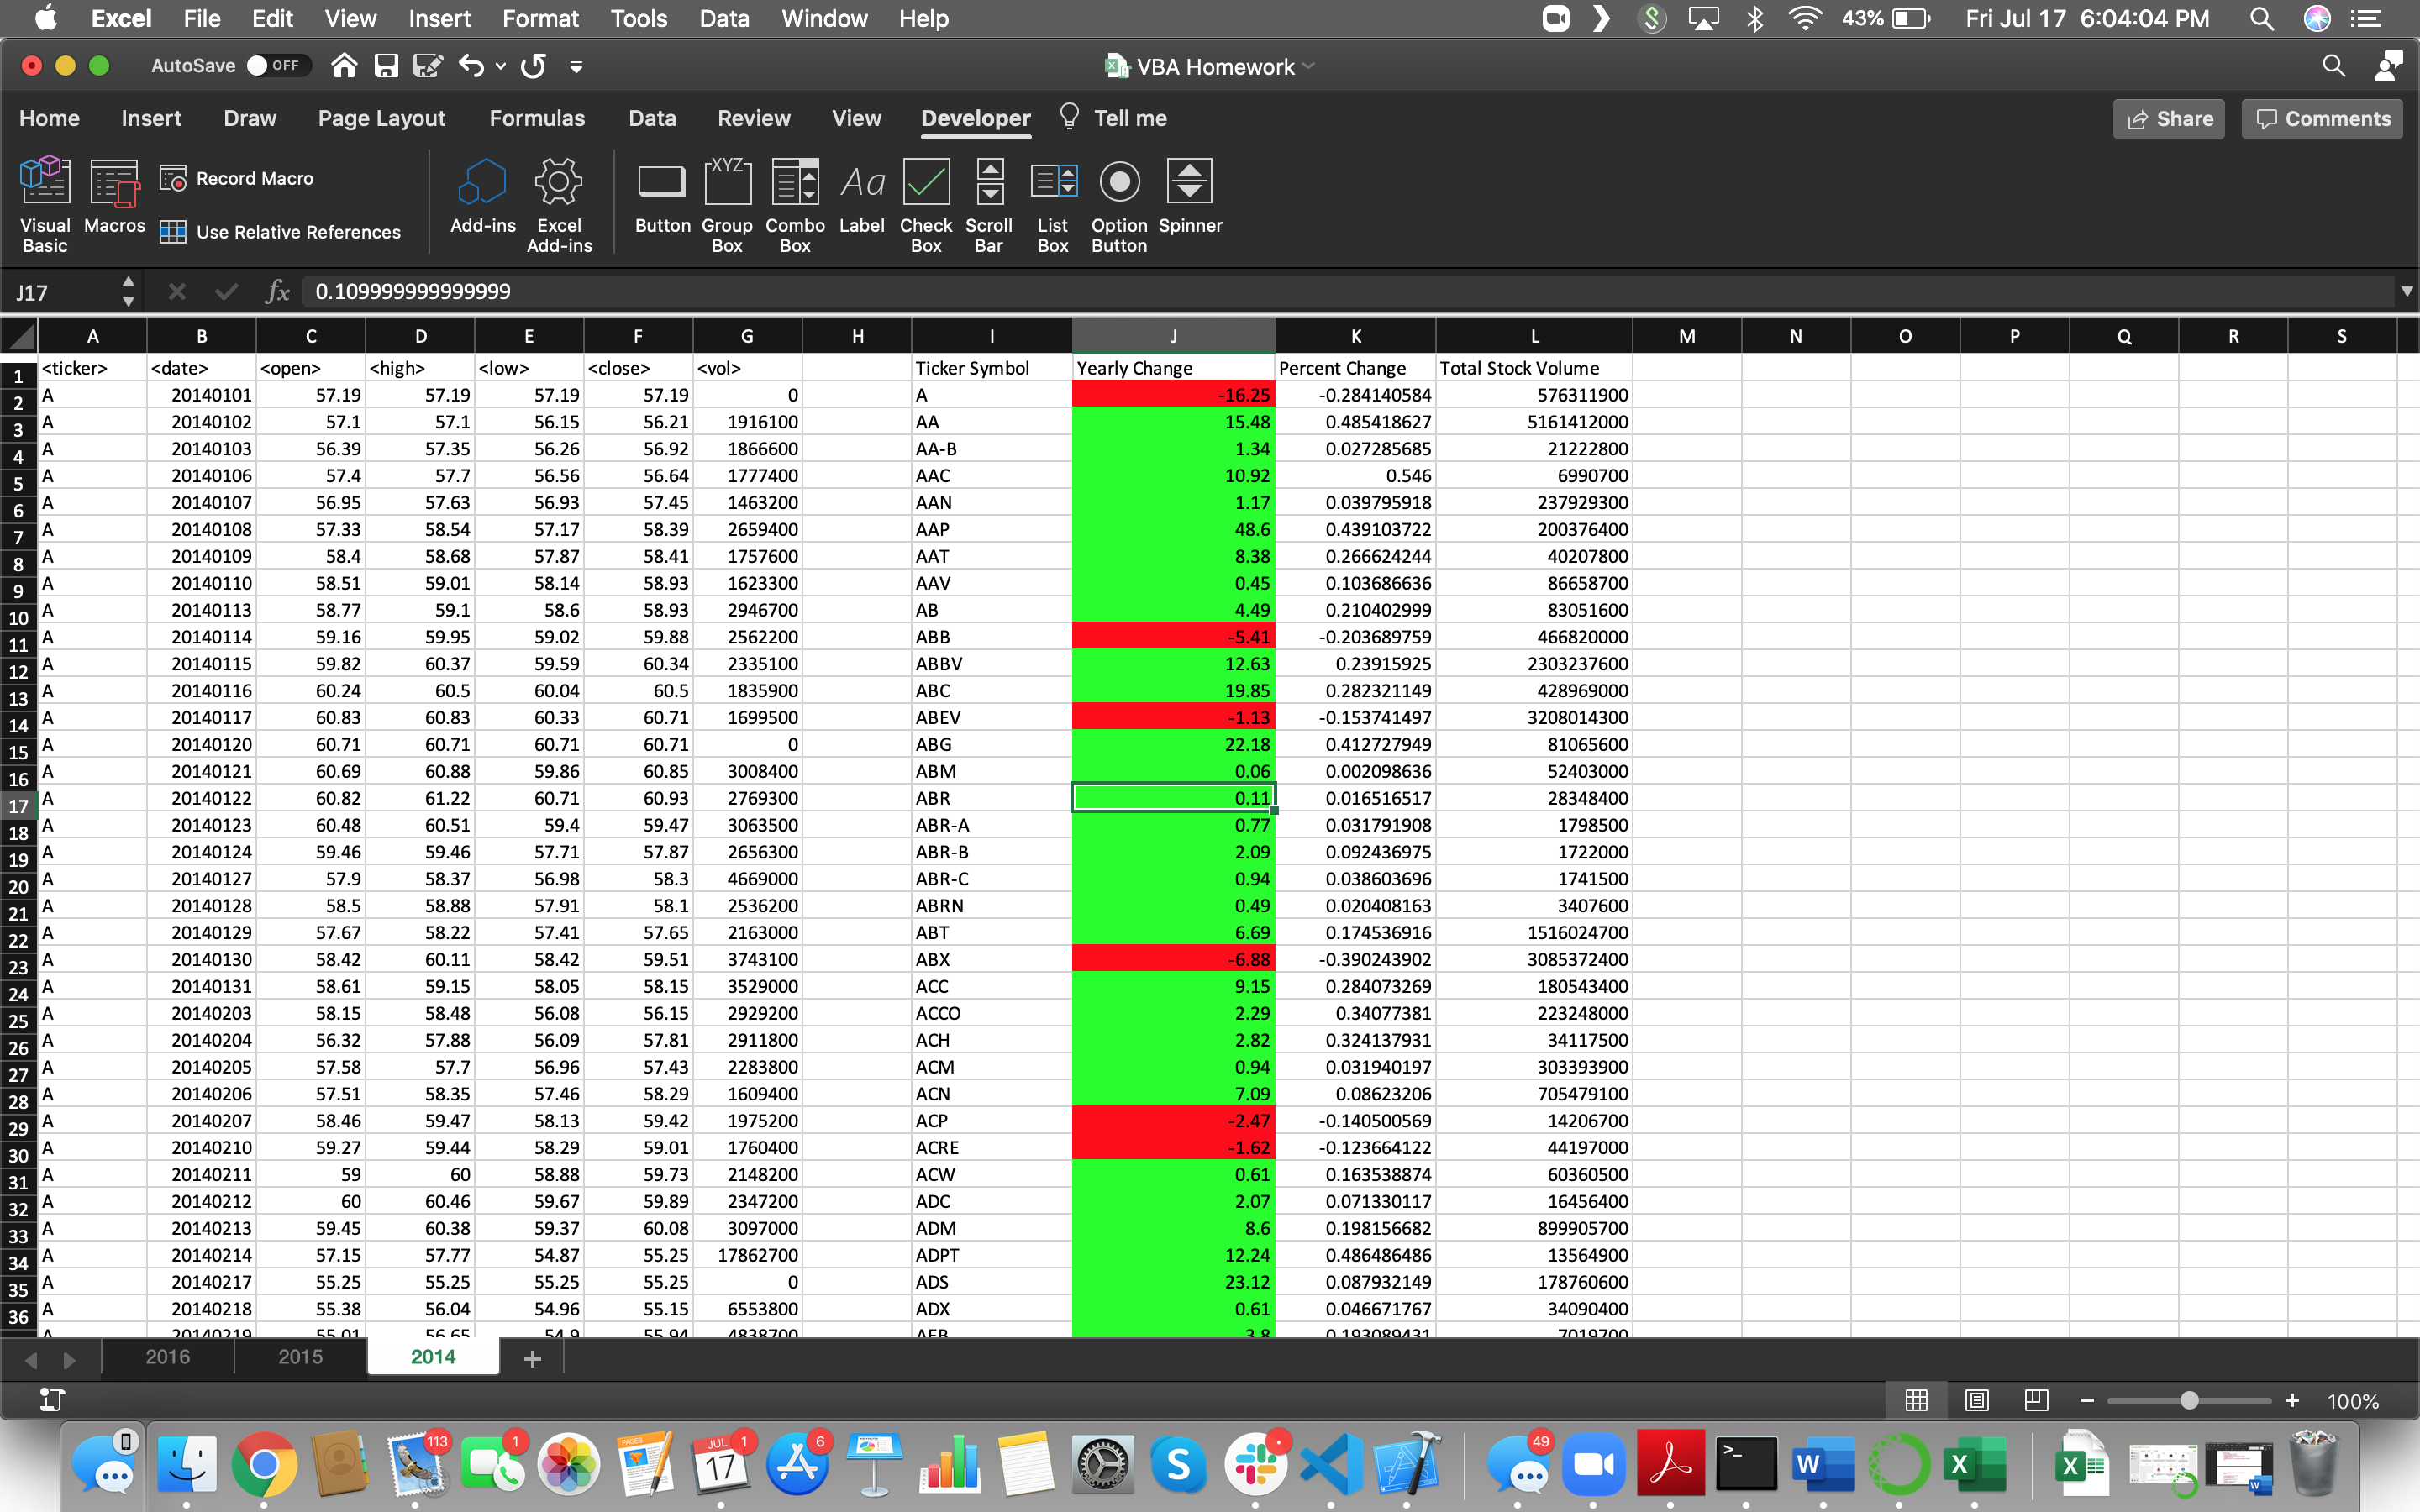 Excel File Edit View Insert Format Tools Data Window Help 43% Fri Jul 17 6:04:04 PM
AutoSave OFF VBA Homework
Home Insert Draw Page Layout Formulas Data Review View Developer Tell me Share Comments
Visual Basic Macros Record Macro Use Relative References Add-ins Excel Add-ins Button XYZ Group Box Combo Box Aa Label Check Box Scroll Bar List Box Option Button Spinner
J17 fx 0.109999999999999
A B C D E F G H I J K L M N O P Q R S
1 <ticker> <date> <open> <high> <low> <close> <vol> Ticker Symbol Yearly Change Percent Change Total Stock Volume
2 A 20140101 57.19 57.19 57.19 57.19 0 A -16.25 -0.284140584 576311900
3 A 20140102 57.1 57.1 56.15 56.21 1916100 AA 15.48 0.485418627 5161412000
4 A 20140103 56.39 57.35 56.26 56.92 1866600 AA-B 1.34 0.027285685 21222800
5 A 20140106 57.4 57.7 56.56 56.64 1777400 AAC 10.92 0.546 6990700
6 A 20140107 56.95 57.63 56.93 57.45 1463200 AAN 1.17 0.039795918 237929300
7 A 20140108 57.33 58.54 57.17 58.39 2659400 AAP 48.6 0.439103722 200376400
8 A 20140109 58.4 58.68 57.87 58.41 1757600 AAT 8.38 0.266624244 40207800
9 A 20140110 58.51 59.01 58.14 58.93 1623300 AAV 0.45 0.103686636 86658700
10 A 20140113 58.77 59.1 58.6 58.93 2946700 AB 4.49 0.210402999 83051600
11 A 20140114 59.16 59.95 59.02 59.88 2562200 ABB -5.41 -0.203689759 466820000
12 A 20140115 59.82 60.37 59.59 60.34 2335100 ABBV 12.63 0.23915925 2303237600
13 A 20140116 60.24 60.5 60.04 60.5 1835900 ABC 19.85 0.282321149 428969000
14 A 20140117 60.83 60.83 60.33 60.71 1699500 ABEV -1.13 -0.153741497 3208014300
15 A 20140120 60.71 60.71 60.71 60.71 0 ABG 22.18 0.412727949 81065600
16 A 20140121 60.69 60.88 59.86 60.85 3008400 ABM 0.06 0.002098636 52403000
17 A 20140122 60.82 61.22 60.71 60.93 2769300 ABR 0.11 0.016516517 28348400
18 A 20140123 60.48 60.51 59.4 59.47 3063500 ABR-A 0.77 0.031791908 1798500
19 A 20140124 59.46 59.46 57.71 57.87 2656300 ABR-B 2.09 0.092436975 1722000
20 A 20140127 57.9 58.37 56.98 58.3 4669000 ABR-C 0.94 0.038603696 1741500
21 A 20140128 58.5 58.88 57.91 58.1 2536200 ABRN 0.49 0.020408163 3407600
22 A 20140129 57.67 58.22 57.41 57.65 2163000 ABT 6.69 0.174536916 1516024700
23 A 20140130 58.42 60.11 58.42 59.51 3743100 ABX -6.88 -0.390243902 3085372400
24 A 20140131 58.61 59.15 58.05 58.15 3529000 ACC 9.15 0.284073269 180543400
25 A 20140203 58.15 58.48 56.08 56.15 2929200 ACCO 2.29 0.34077381 223248000
26 A 20140204 56.32 57.88 56.09 57.81 2911800 ACH 2.82 0.324137931 34117500
27 A 20140205 57.58 57.7 56.96 57.43 2283800 ACM 0.94 0.031940197 303393900
28 A 20140206 57.51 58.35 57.46 58.29 1609400 ACN 7.09 0.08623206 705479100
29 A 20140207 58.46 59.47 58.13 59.42 1975200 ACP -2.47 -0.140500569 14206700
30 A 20140210 59.27 59.44 58.29 59.01 1760400 ACRE -1.62 -0.123664122 44197000
31 A 20140211 59 60 58.88 59.73 2148200 ACW 0.61 0.163538874 60360500
32 A 20140212 60 60.46 59.67 59.89 2347200 ADC 2.07 0.071330117 16456400
33 A 20140213 59.45 60.38 59.37 60.08 3097000 ADM 8.6 0.198156682 899905700
34 A 20140214 57.15 57.77 54.87 55.25 17862700 ADPT 12.24 0.486486486 13564900
35 A 20140217 55.25 55.25 55.25 55.25 0 ADS 23.12 0.087932149 178760600
36 A 20140218 55.38 56.04 54.96 55.15 6553800 ADX 0.61 0.046671767 34090400
A 20140219 55.01 56.65 54.9 55.94 4838700 AEB 3.8 0.193089431 7019700
2016 2015 2014
100%
113 1 PAGES JUL 17 1 6 S 49 >_ W X X W